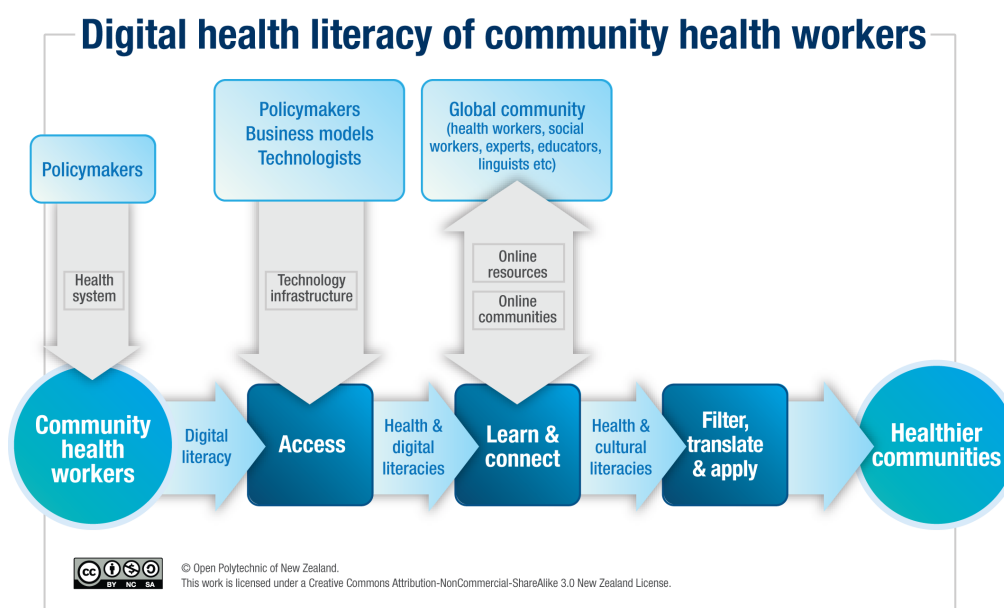 Digital health literacy of community health workers
Policymakers
Policymakers
Business models
Technologists
Global community
(health workers, social
workers, experts, educators,
linguists etc)
Health
system
Technology
infrastructure
Online
resources
Online
communities
Community
health
workers
Digital
literacy
Access
Health &
digital
literacies
Learn &
connect
Health &
cultural
literacies
Filter,
translate
& apply
Healthier
communities
cc BY NC SA
© Open Polytechnic of New Zealand.
This work is licensed under a Creative Commons Attribution-NonCommercial-ShareAlike 3.0 New Zealand License.